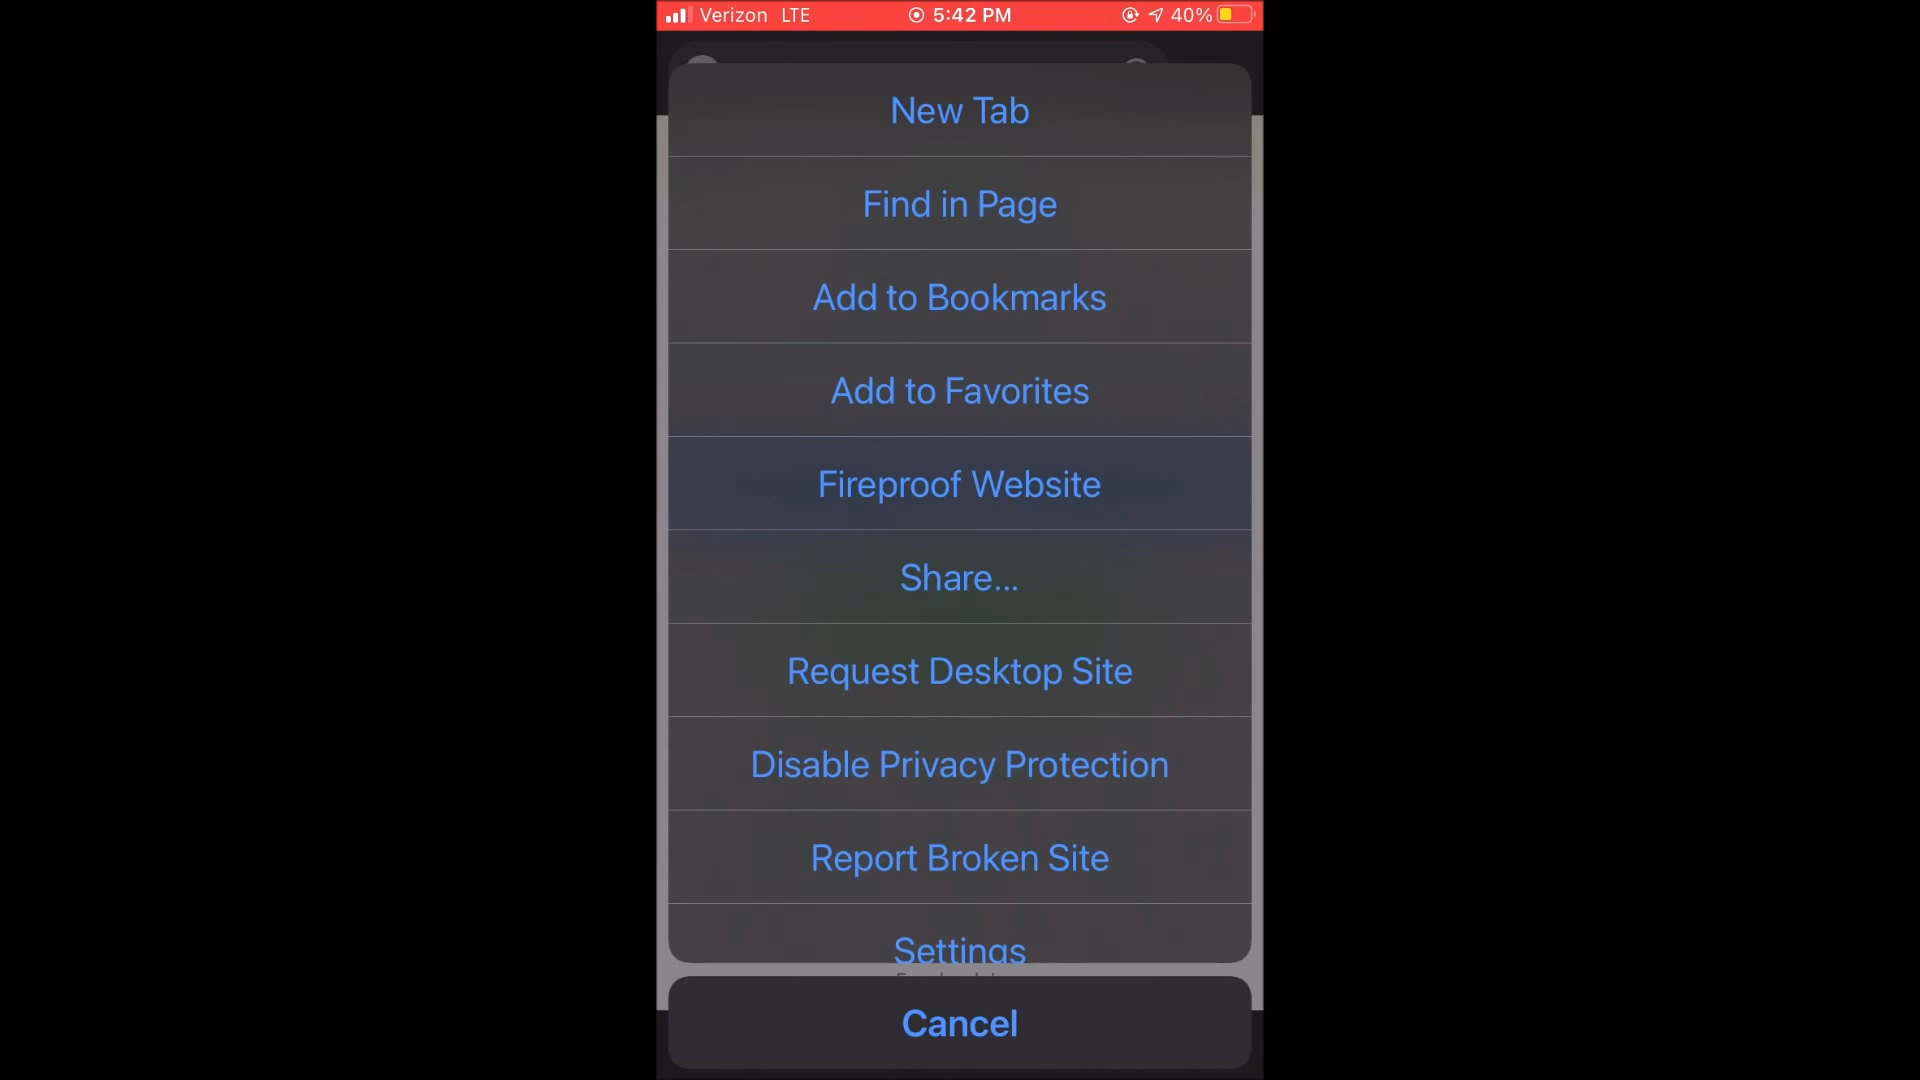 Verizon LTE 5:42 PM 40%
New Tab
Find in Page
Add to Bookmarks
Add to Favorites
Fireproof Website
Share...
Request Desktop Site
Disable Privacy Protection
Report Broken Site
Settings
Cancel